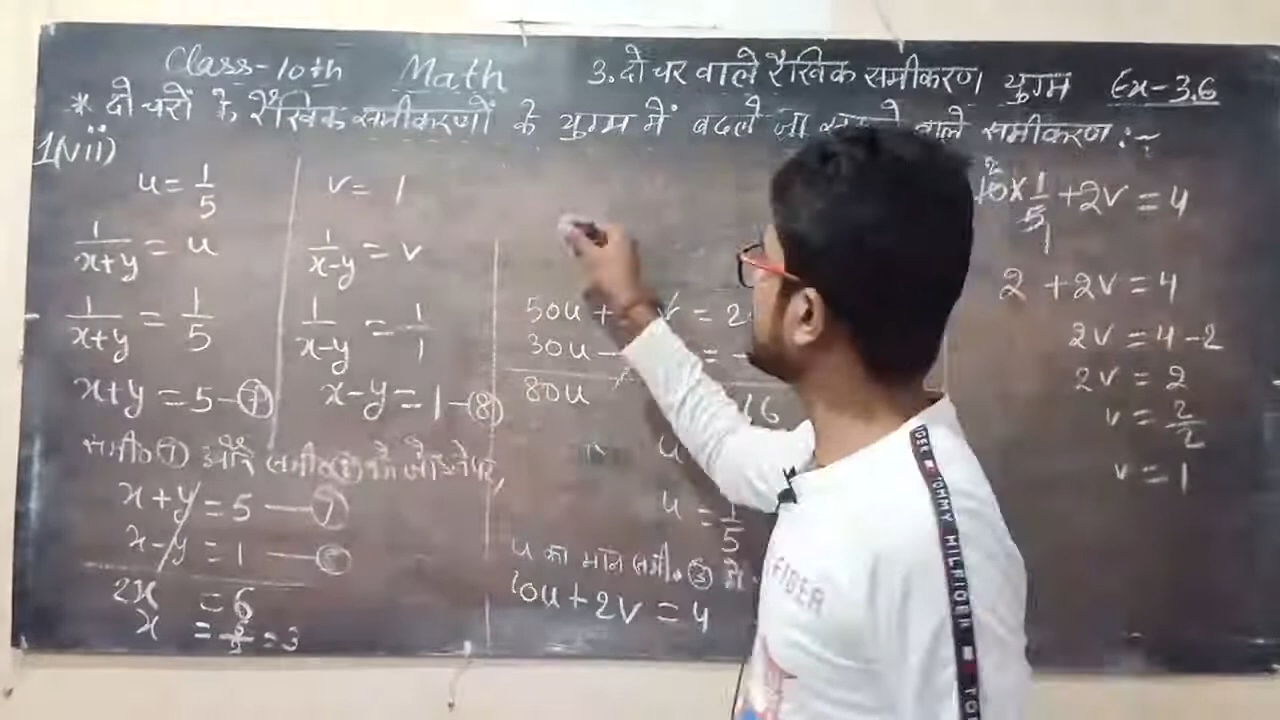 Class-10th Math 3. दो चर वाले रैखिक समीकरण युग्म Ex-3.6
* दो चरों के रैखिक समीकरणों के युग्म में बदले जा वाले समीकरण :~
1(vii)
u = 1/5
1/x+y = u
1/x+y = 1/5
x+y = 5 - ⑦
v = 1
1/x-y = v
1/x-y = 1/1
x-y = 1 - ⑧
समी० ⑦ और समी० ⑧ को जोड़ने पर,
x + y = 5 — ⑦
x - y = 1 — ⑧
2x = 6
x = 6/2 = 3
50u + = 2
30u - = -
80u 16
u
u = 1/5
u का मान समी० ③ में
10u + 2v = 4
10 × 1/5 + 2v = 4
2 + 2v = 4
2v = 4 - 2
2v = 2
v = 2/2
v = 1
FIDER
TOMMY HILFIGER